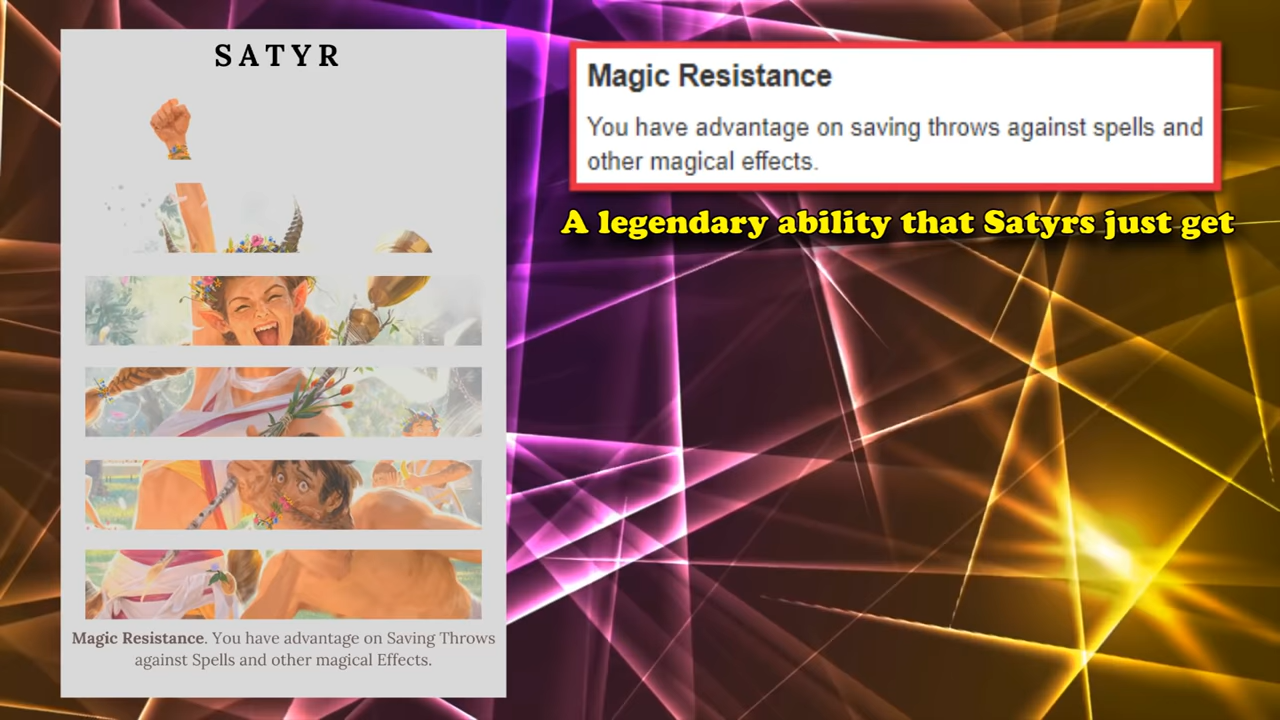 SATYR
Magic Resistance. You have advantage on Saving Throws
against Spells and other magical Effects.
Magic Resistance
You have advantage on saving throws against spells and
other magical effects.
A legendary ability that Satyrs just get